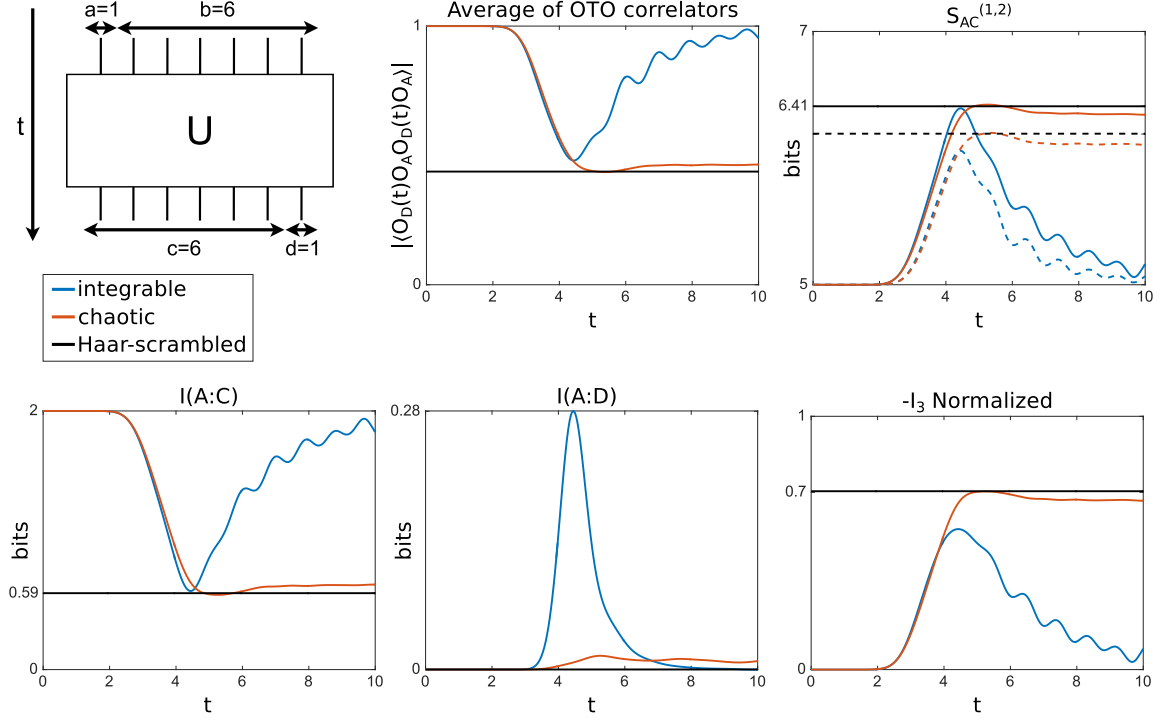 a=1 b=6
t
U
c=6 d=1
integrable
chaotic
Haar-scrambled
Average of OTO correlators
|⟨O_D(t)O_A O_D(t)O_A⟩|
1
0
0 2 4 6 8 10
t
S_AC^(1,2)
bits
7
6.41
5
0 2 4 6 8 10
t
I(A:C)
bits
2
0.59
0
0 2 4 6 8 10
t
I(A:D)
bits
0.28
0
0 2 4 6 8 10
t
-I_3 Normalized
1
0.7
0
0 2 4 6 8 10
t